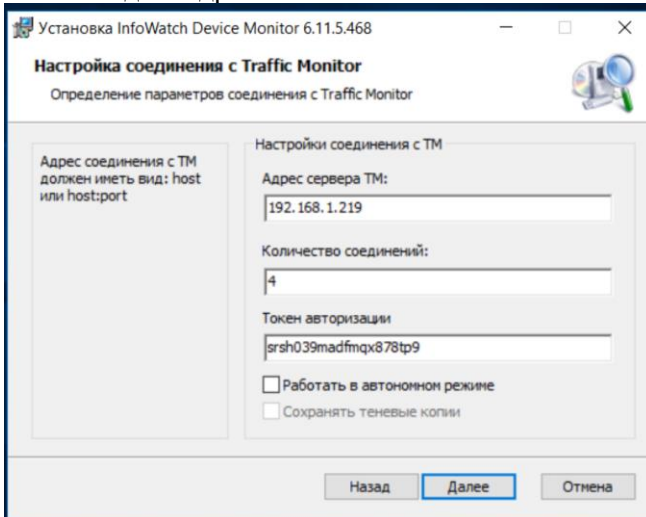 Установка InfoWatch Device Monitor 6.11.5.468
Настройка соединения с Traffic Monitor
Определение параметров соединения с Traffic Monitor
Адрес соединения с ТМ
должен иметь вид: host
или host:port
Настройки соединения с ТМ
Адрес сервера ТМ:
192.168.1.219
Количество соединений:
4
Токен авторизации
srsh039madfmqx878tp9
Работать в автономном режиме
Сохранять теневые копии
Назад
Далее
Отмена